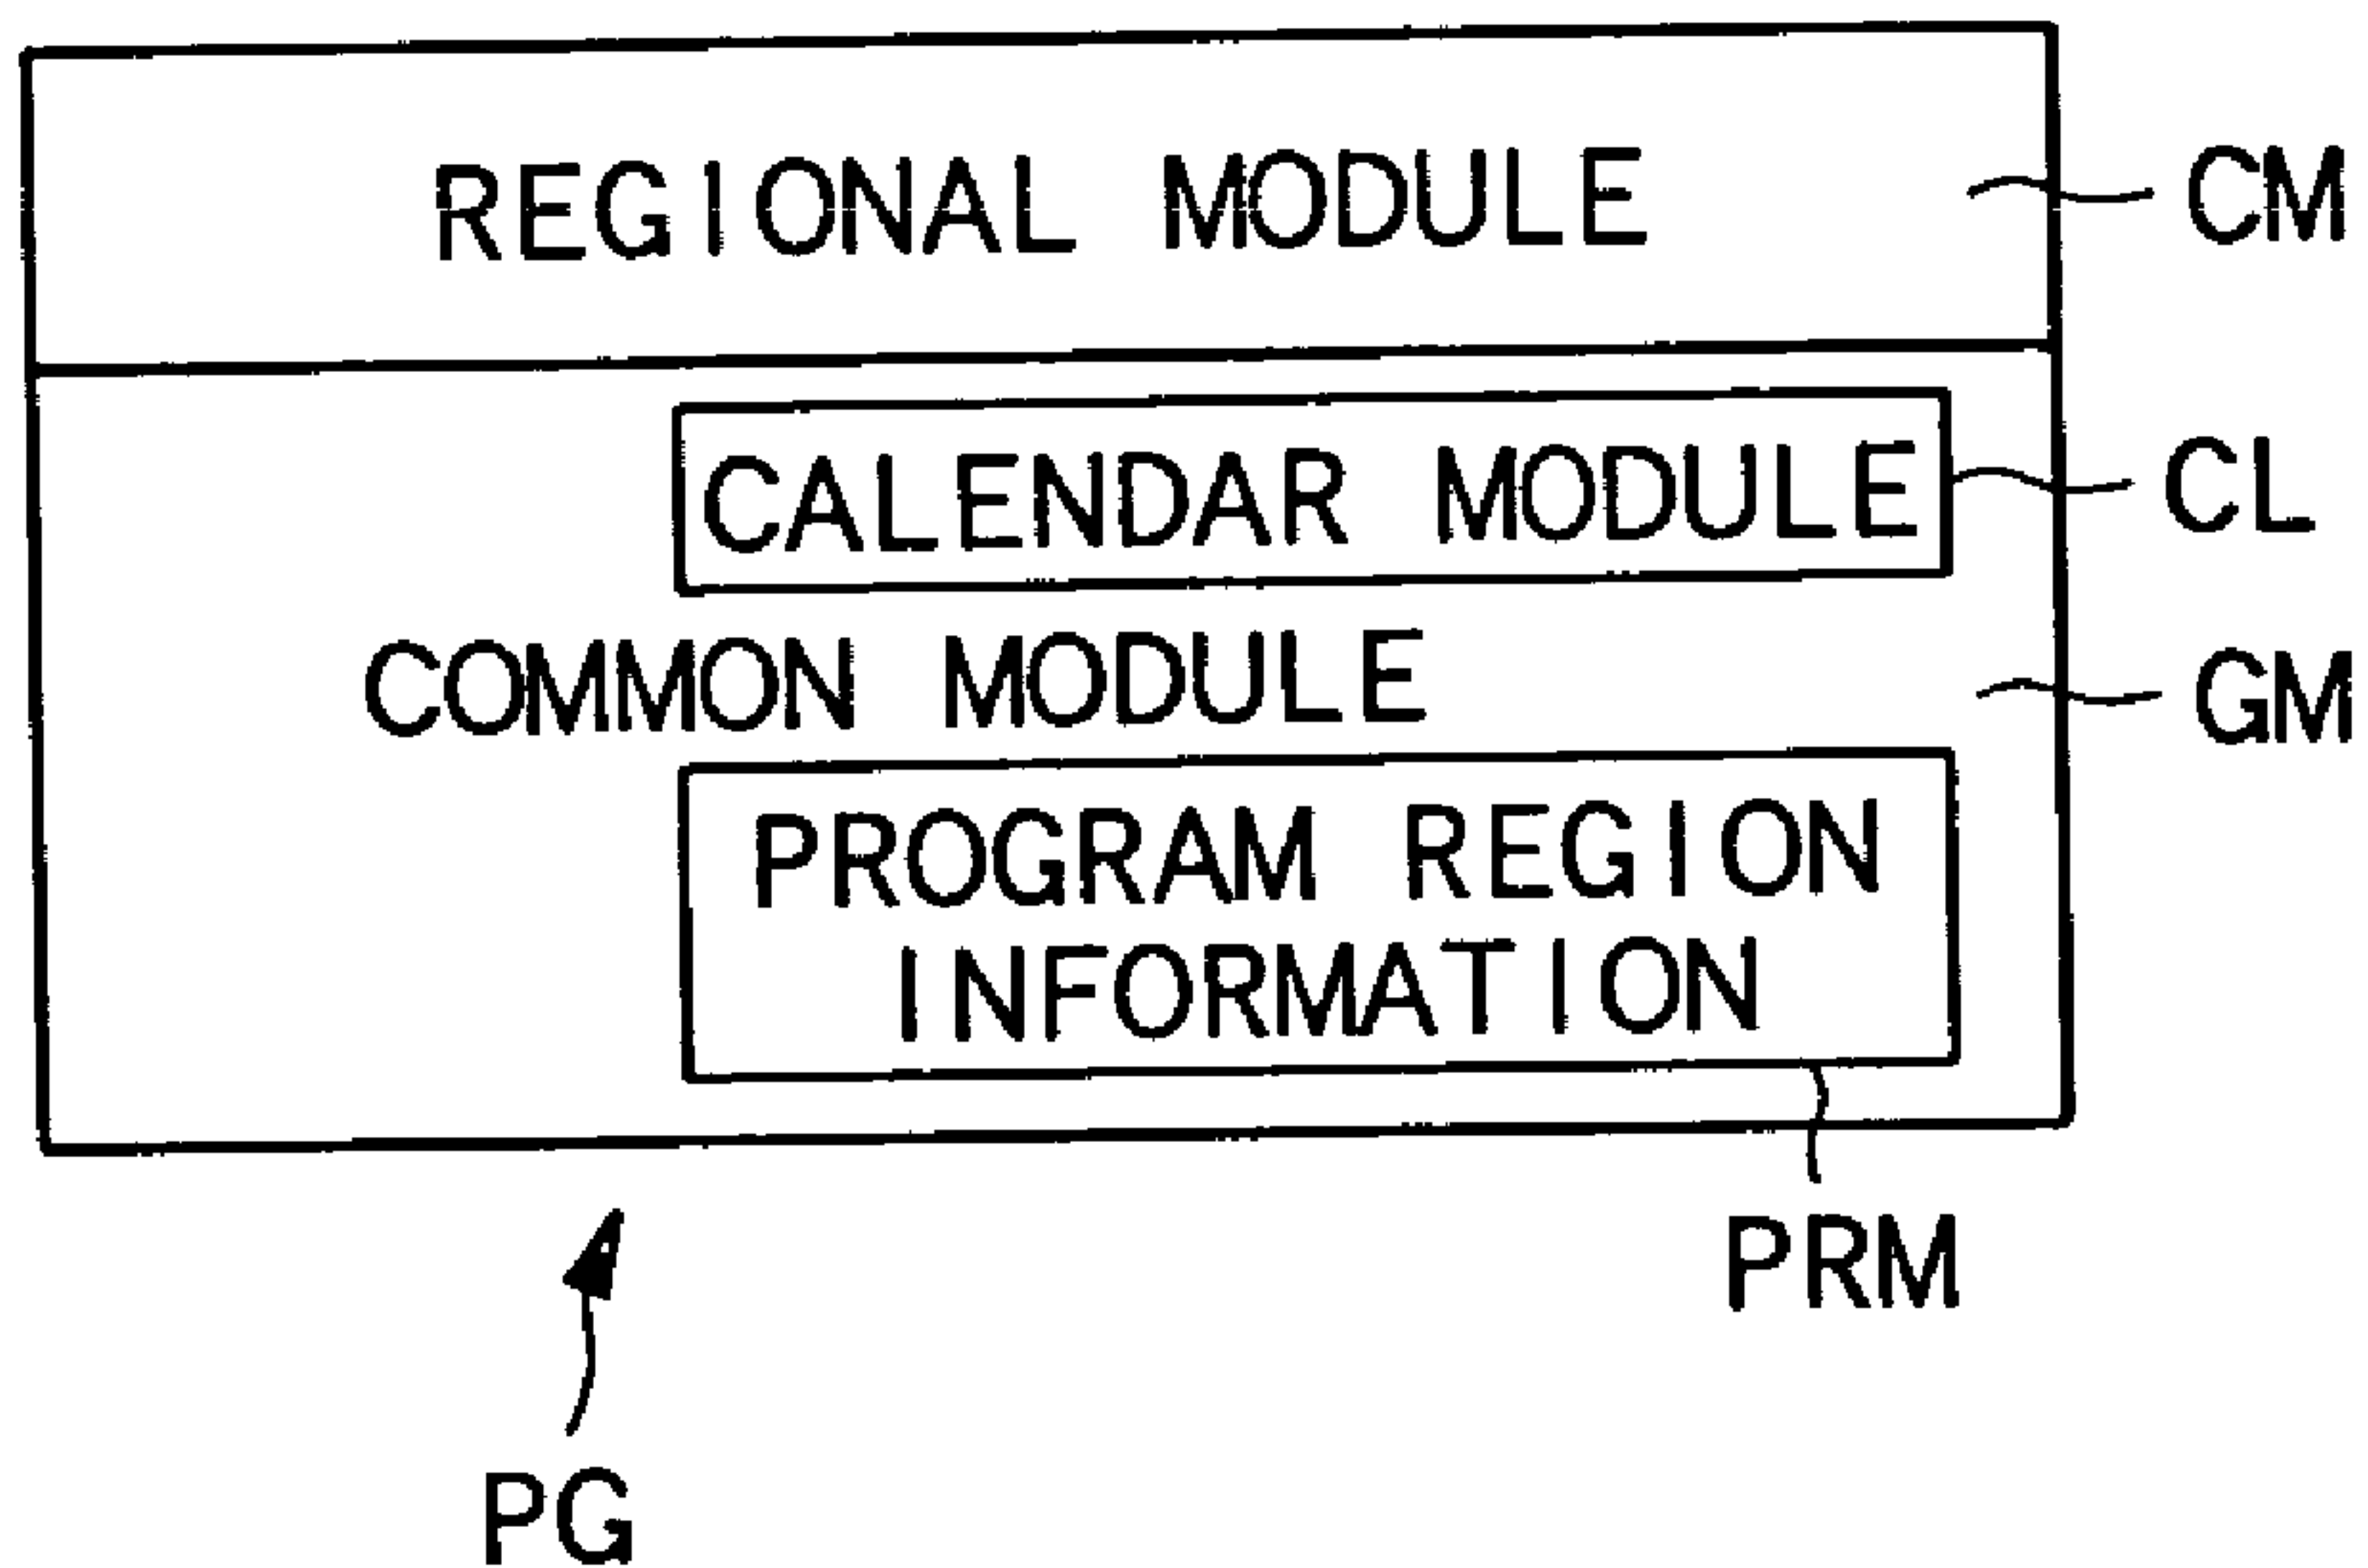 REGIONAL MODULE
CM
CALENDAR MODULE
CL
COMMON MODULE
GM
PROGRAM REGION
INFORMATION
PRM
PG